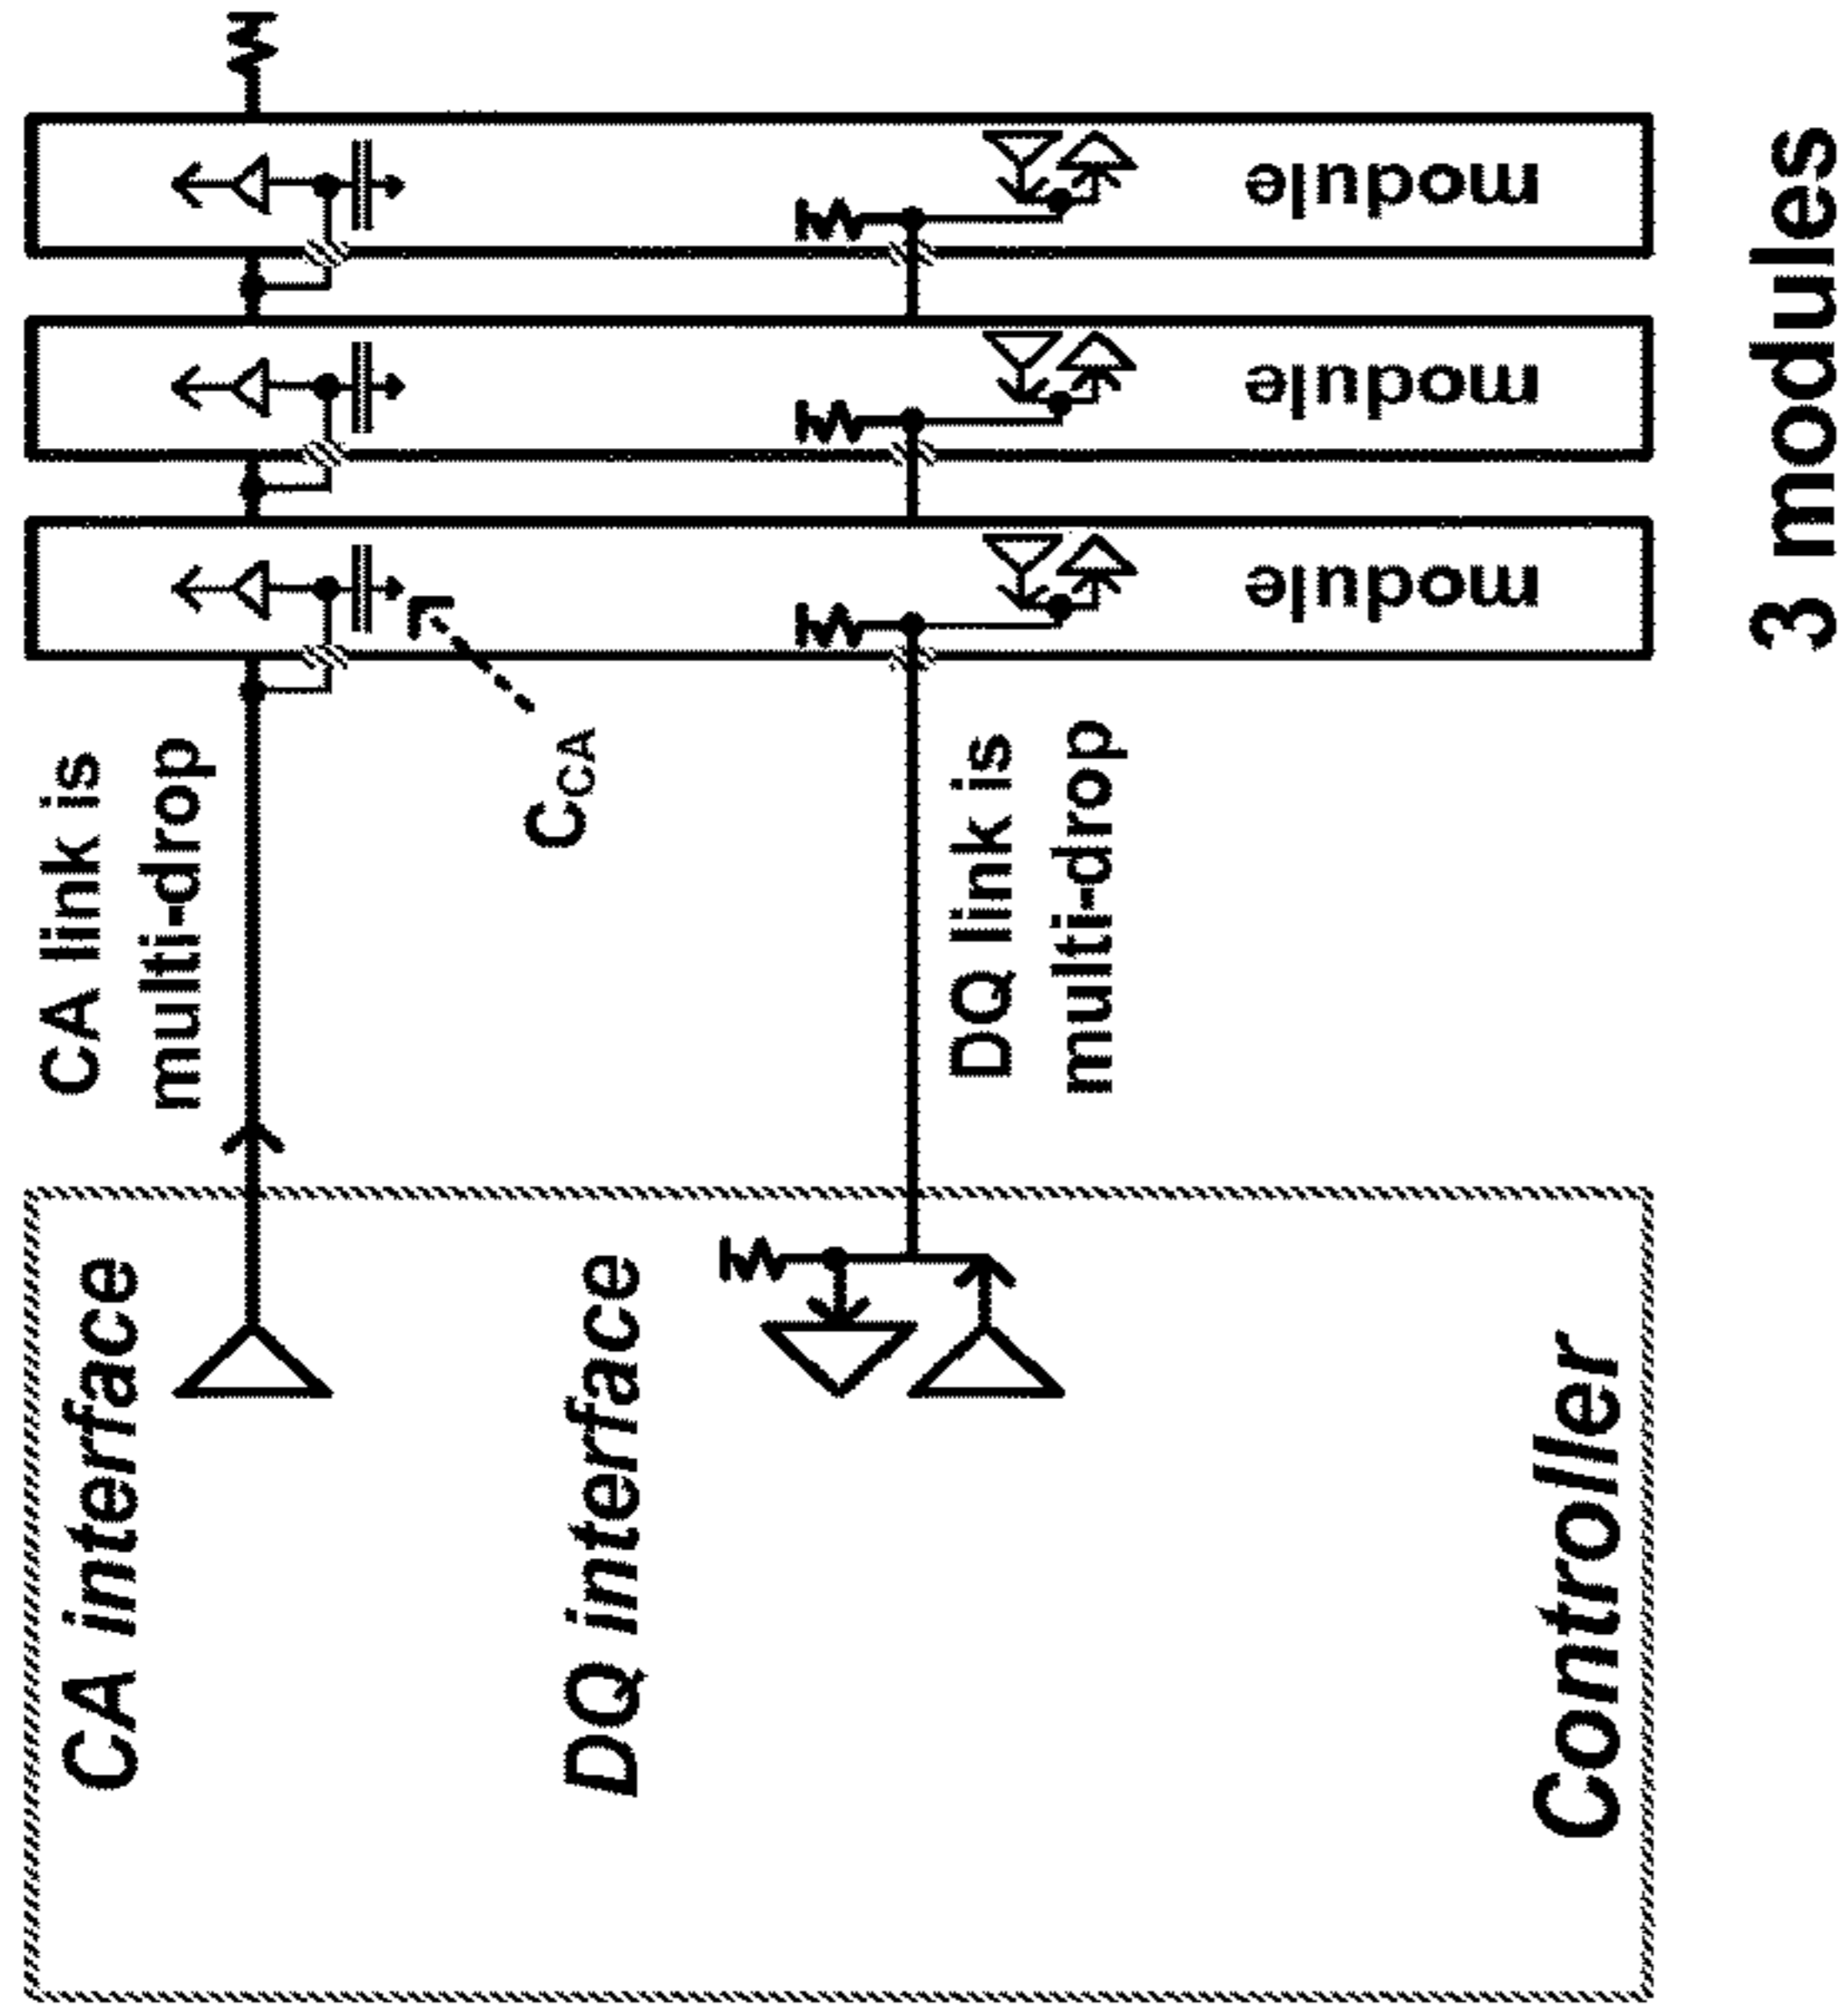 CA interface
DQ interface
Controller
CA link is
multi-drop
C_CA
DQ link is
multi-drop
module
module
module
3 modules